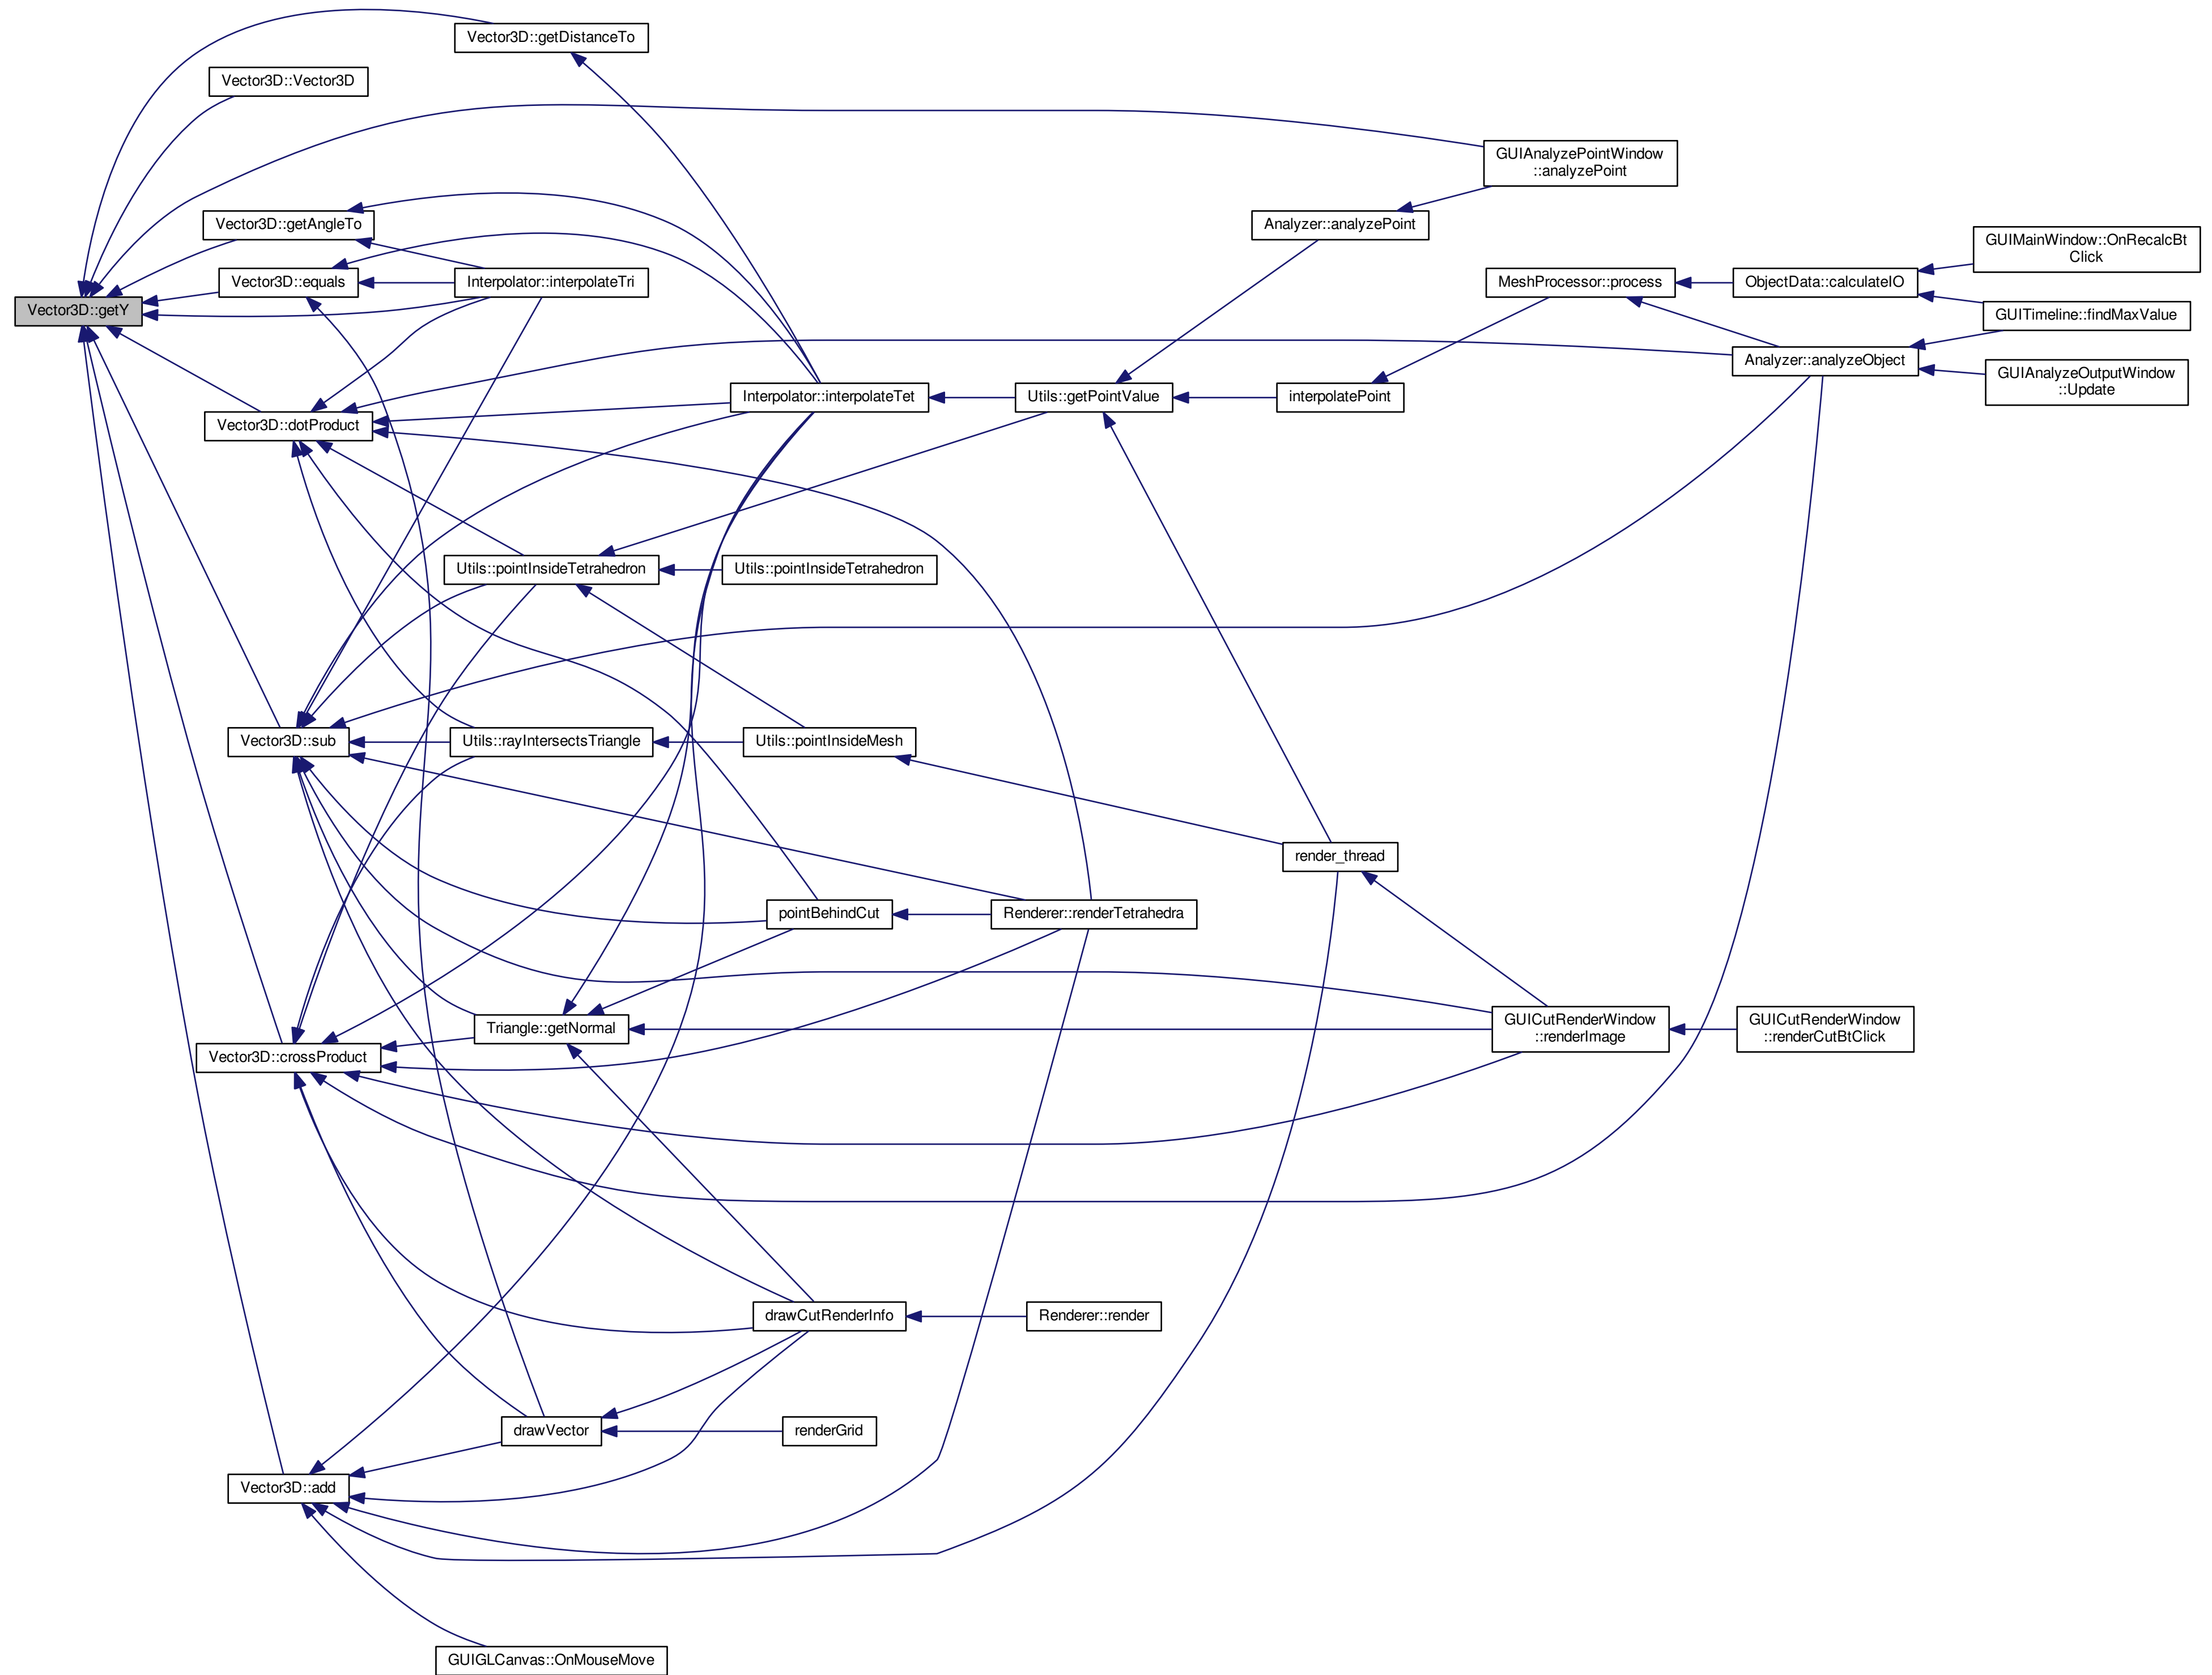 Vector3D::getDistanceTo
Vector3D::Vector3D
GUIAnalyzePointWindow
::analyzePoint
Vector3D::getAngleTo
Analyzer::analyzePoint
GUIMainWindow::OnRecalcBt
Click
Vector3D::equals
Interpolator::interpolateTri
MeshProcessor::process
ObjectData::calculateIO
Vector3D::getY
GUITimeline::findMaxValue
Analyzer::analyzeObject
GUIAnalyzeOutputWindow
::Update
Interpolator::interpolateTet
Utils::getPointValue
interpolatePoint
Vector3D::dotProduct
Utils::pointInsideTetrahedron
Utils::pointInsideTetrahedron
Vector3D::sub
Utils::rayIntersectsTriangle
Utils::pointInsideMesh
render_thread
pointBehindCut
Renderer::renderTetrahedra
Triangle::getNormal
GUICutRenderWindow
::renderImage
GUICutRenderWindow
::renderCutBtClick
Vector3D::crossProduct
drawCutRenderInfo
Renderer::render
drawVector
renderGrid
Vector3D::add
GUIGLCanvas::OnMouseMove